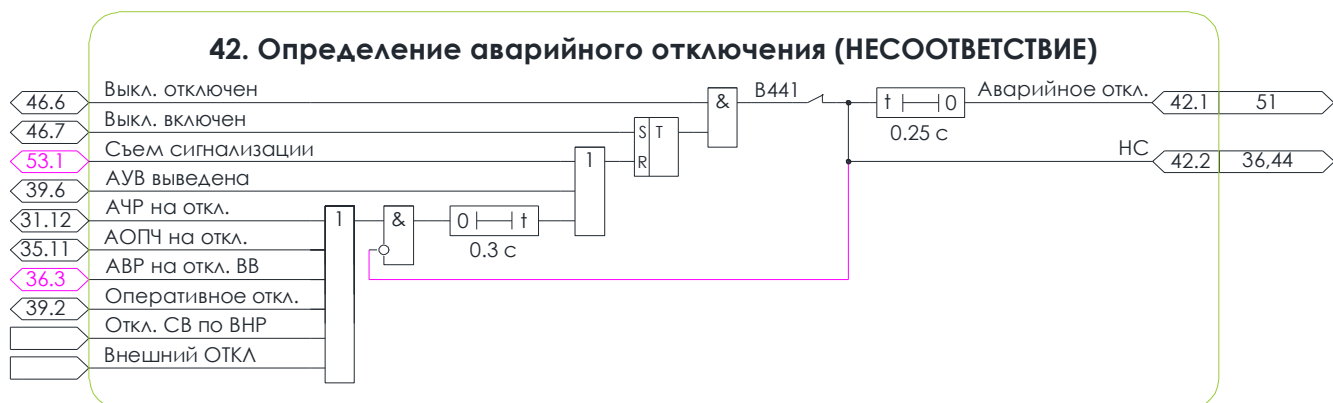 42. Определение аварийного отключения (НЕСООТВЕТСТВИЕ)
46.6 Выкл. отключен & В441 t 0 Аварийное откл. 42.1 51
0.25 с
46.7 Выкл. включен S T
R
53.1 Съем сигнализации 1 НС 42.2 36,44
39.6 АУВ выведена
31.12 АЧР на откл. 1 & 0 t
0.3 с
35.11 АОПЧ на откл.
36.3 АВР на откл. ВВ
39.2 Оперативное откл.
Откл. СВ по ВНР
Внешний ОТКЛ